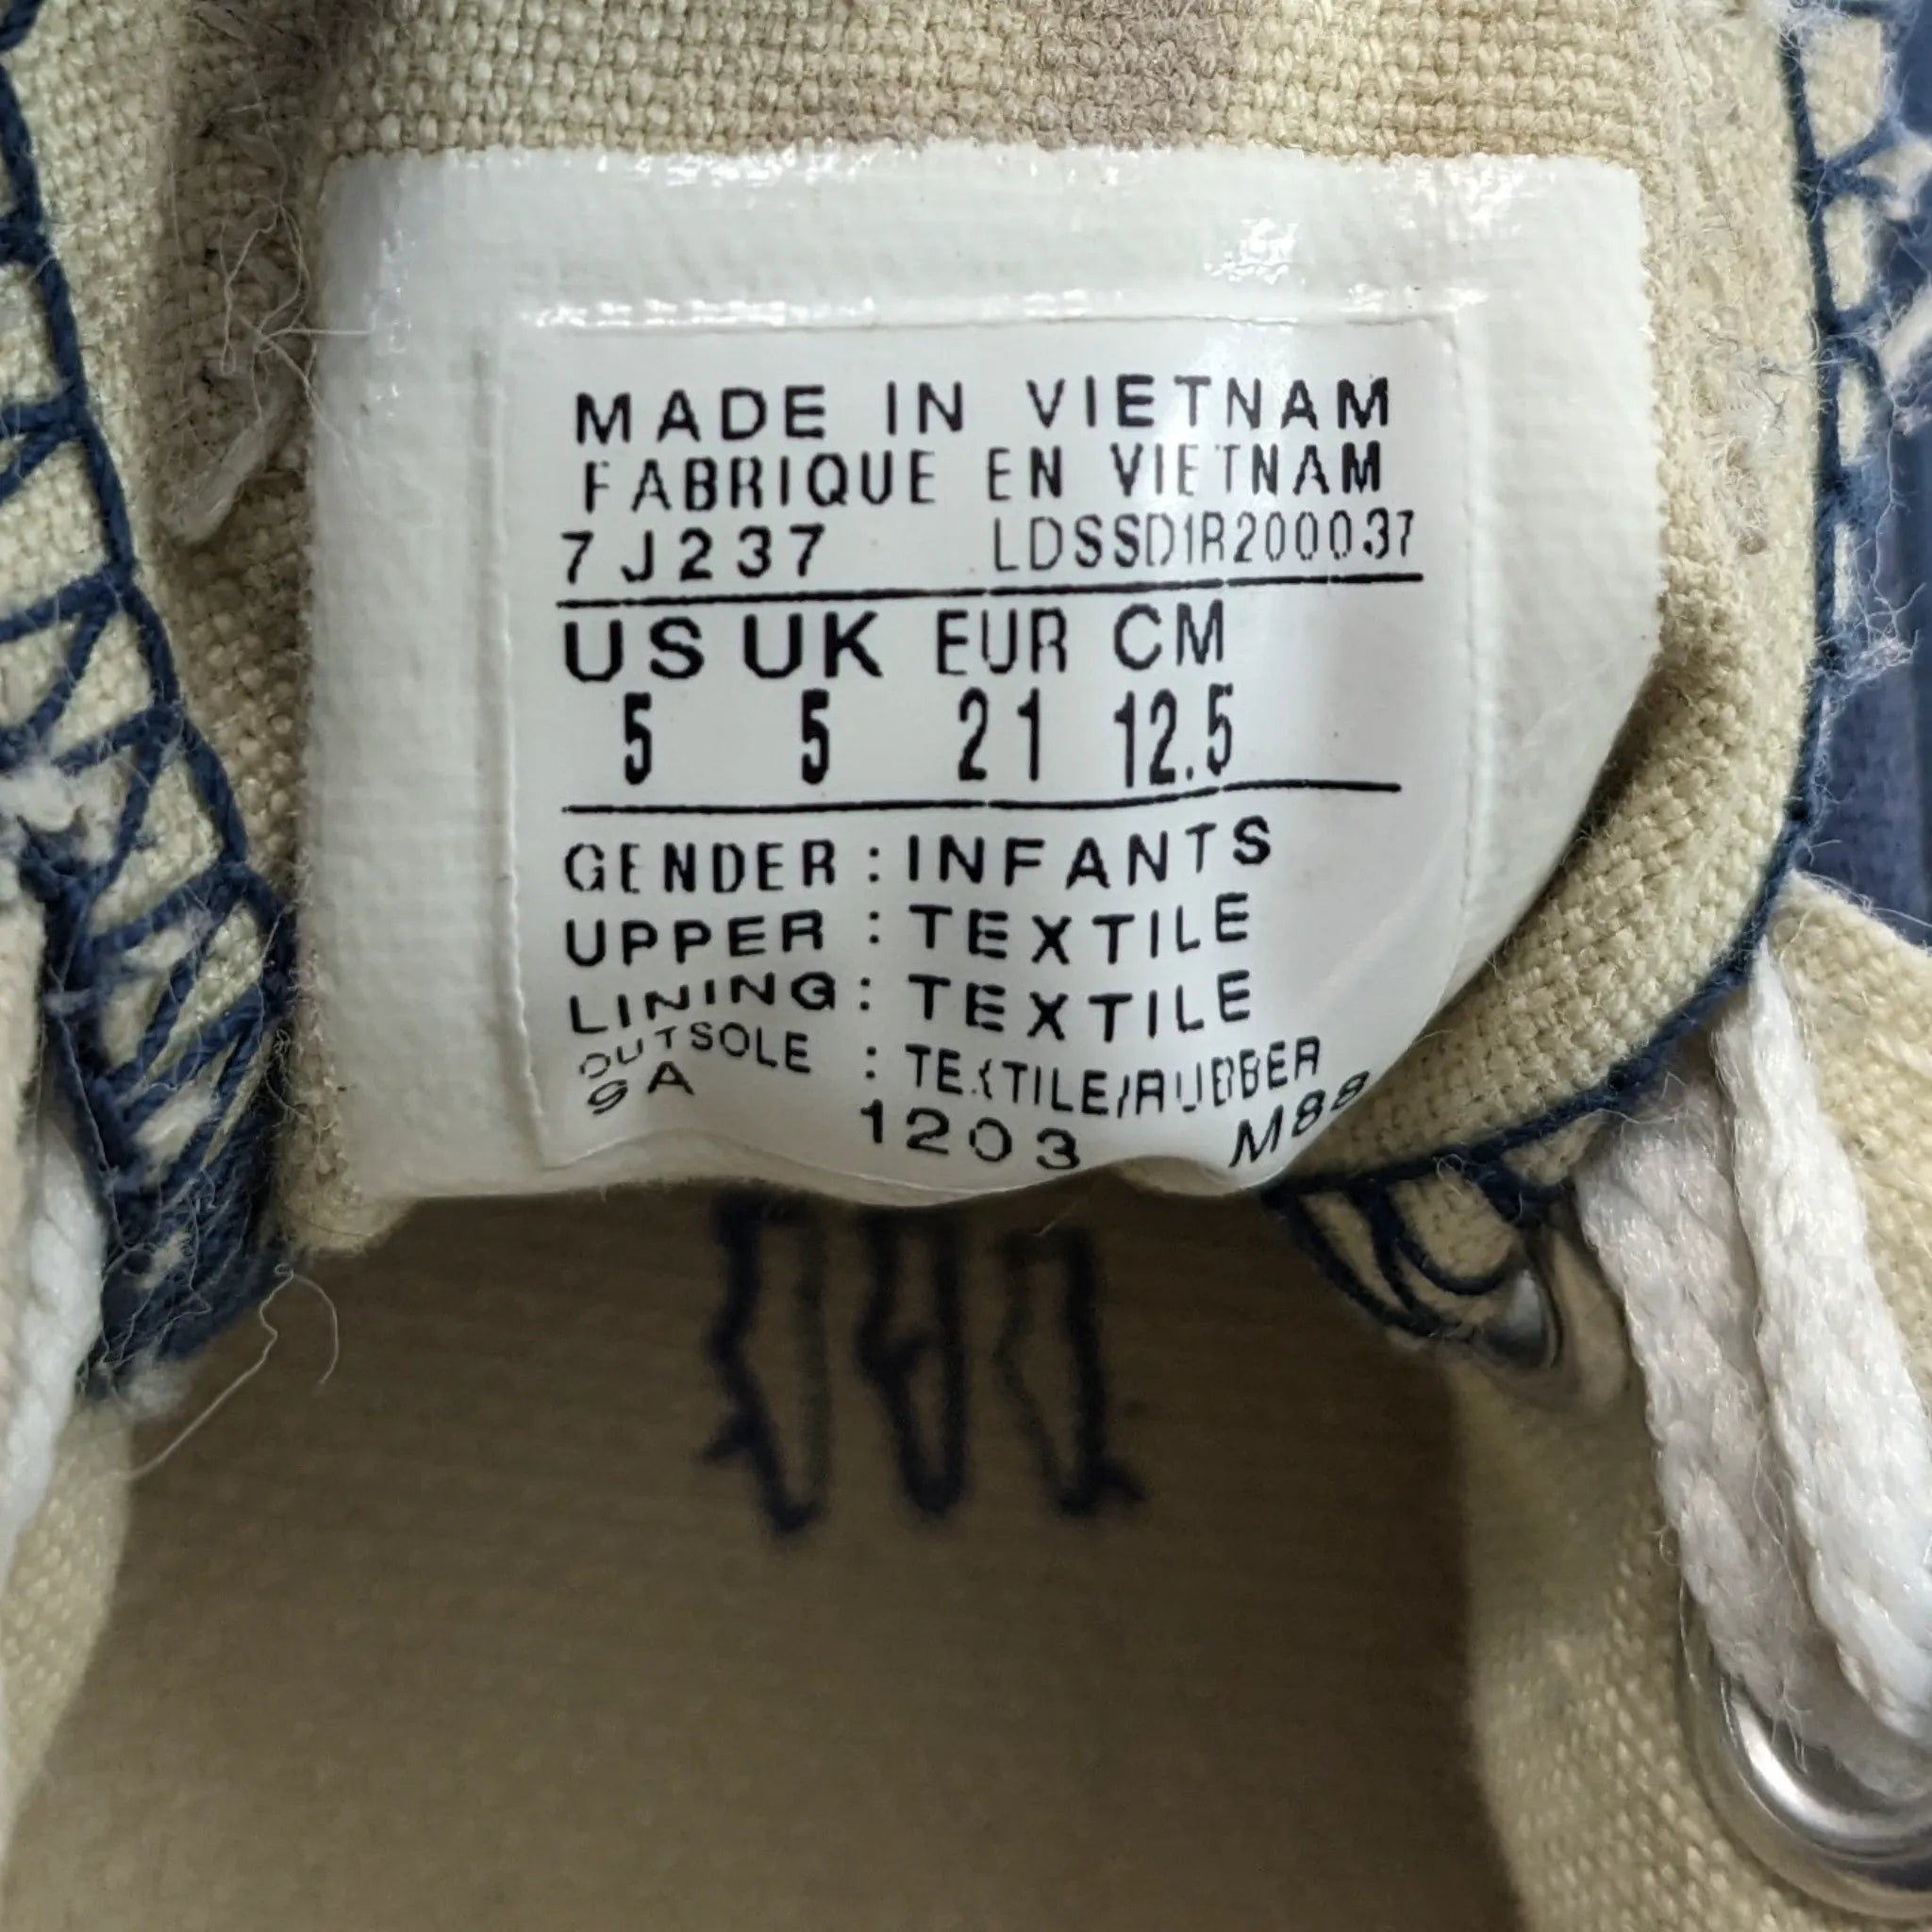 MADE IN VIETNAM
FABRIQUE EN VIETNAM
7J237 LDSSD1R200037
US UK EUR CM
5 5 21 12.5
GENDER : INFANTS
UPPER : TEXTILE
LINING : TEXTILE
OUTSOLE : TEXTILE/RUBBER
9A 1203 M88